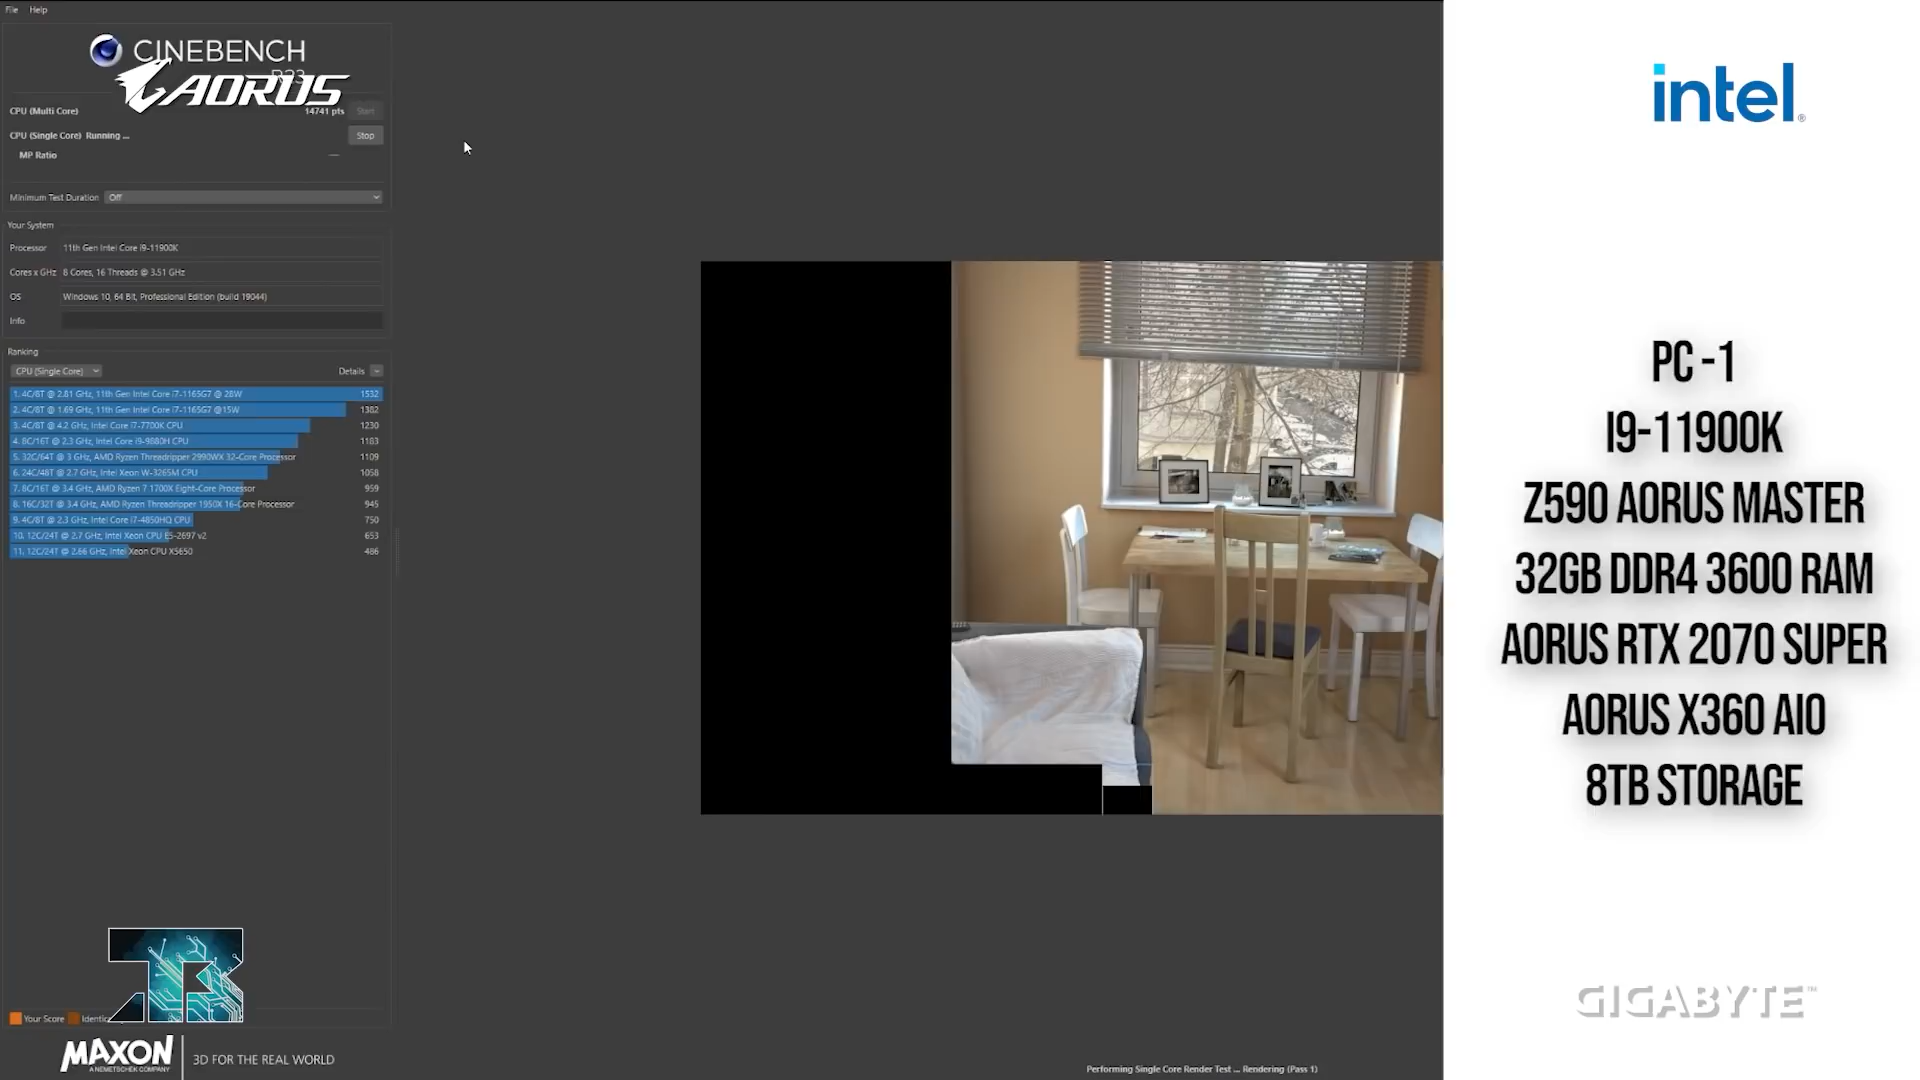 File Help
CINEBENCH
R23
AORUS
CPU (Multi Core) 14741 pts Start
CPU (Single Core) Running ... Stop
MP Ratio —
Minimum Test Duration Off
Your System
Processor 11th Gen Intel Core i9-11900K
Cores x GHz 8 Cores, 16 Threads @ 3.51 GHz
OS Windows 10, 64 Bit, Professional Edition (build 19044)
Info
Ranking
CPU (Single Core) Details
1. 4C/8T @ 2.81 GHz, 11th Gen Intel Core i7-1165G7 @ 28W 1532
2. 4C/8T @ 1.69 GHz, 11th Gen Intel Core i7-1165G7 @15W 1382
3. 4C/8T @ 4.2 GHz, Intel Core i7-7700K CPU 1230
4. 8C/16T @ 2.3 GHz, Intel Core i9-9880H CPU 1183
5. 32C/64T @ 3 GHz, AMD Ryzen Threadripper 2990WX 32-Core Processor 1109
6. 24C/48T @ 2.7 GHz, Intel Xeon W-3265M CPU 1058
7. 8C/16T @ 3.4 GHz, AMD Ryzen 7 1700X Eight-Core Processor 959
8. 16C/32T @ 3.4 GHz, AMD Ryzen Threadripper 1950X 16-Core Processor 945
9. 4C/8T @ 2.3 GHz, Intel Core i7-4850HQ CPU 750
10. 12C/24T @ 2.7 GHz, Intel Xeon CPU E5-2697 v2 653
11. 12C/24T @ 2.66 GHz, Intel Xeon CPU X5650 486
Your Score
MAXON
A NEMETSCHEK COMPANY
3D FOR THE REAL WORLD
Performing Single Core Render Test ... Rendering (Pass 1)
intel®
PC -1
I9-11900K
Z590 AORUS MASTER
32GB DDR4 3600 RAM
AORUS RTX 2070 SUPER
AORUS X360 AIO
8TB STORAGE
GIGABYTE™